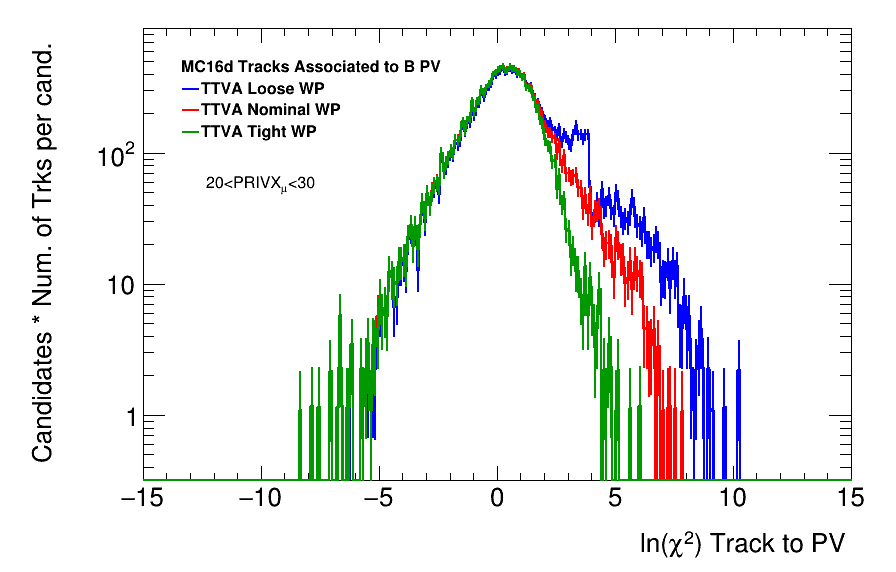 Candidates * Num. of Trks per cand.
MC16d Tracks Associated to B PV
TTVA Loose WP
TTVA Nominal WP
TTVA Tight WP
20<PRIVXμ<30
10²
10
1
−15 −10 −5 0 5 10 15
ln(χ²) Track to PV